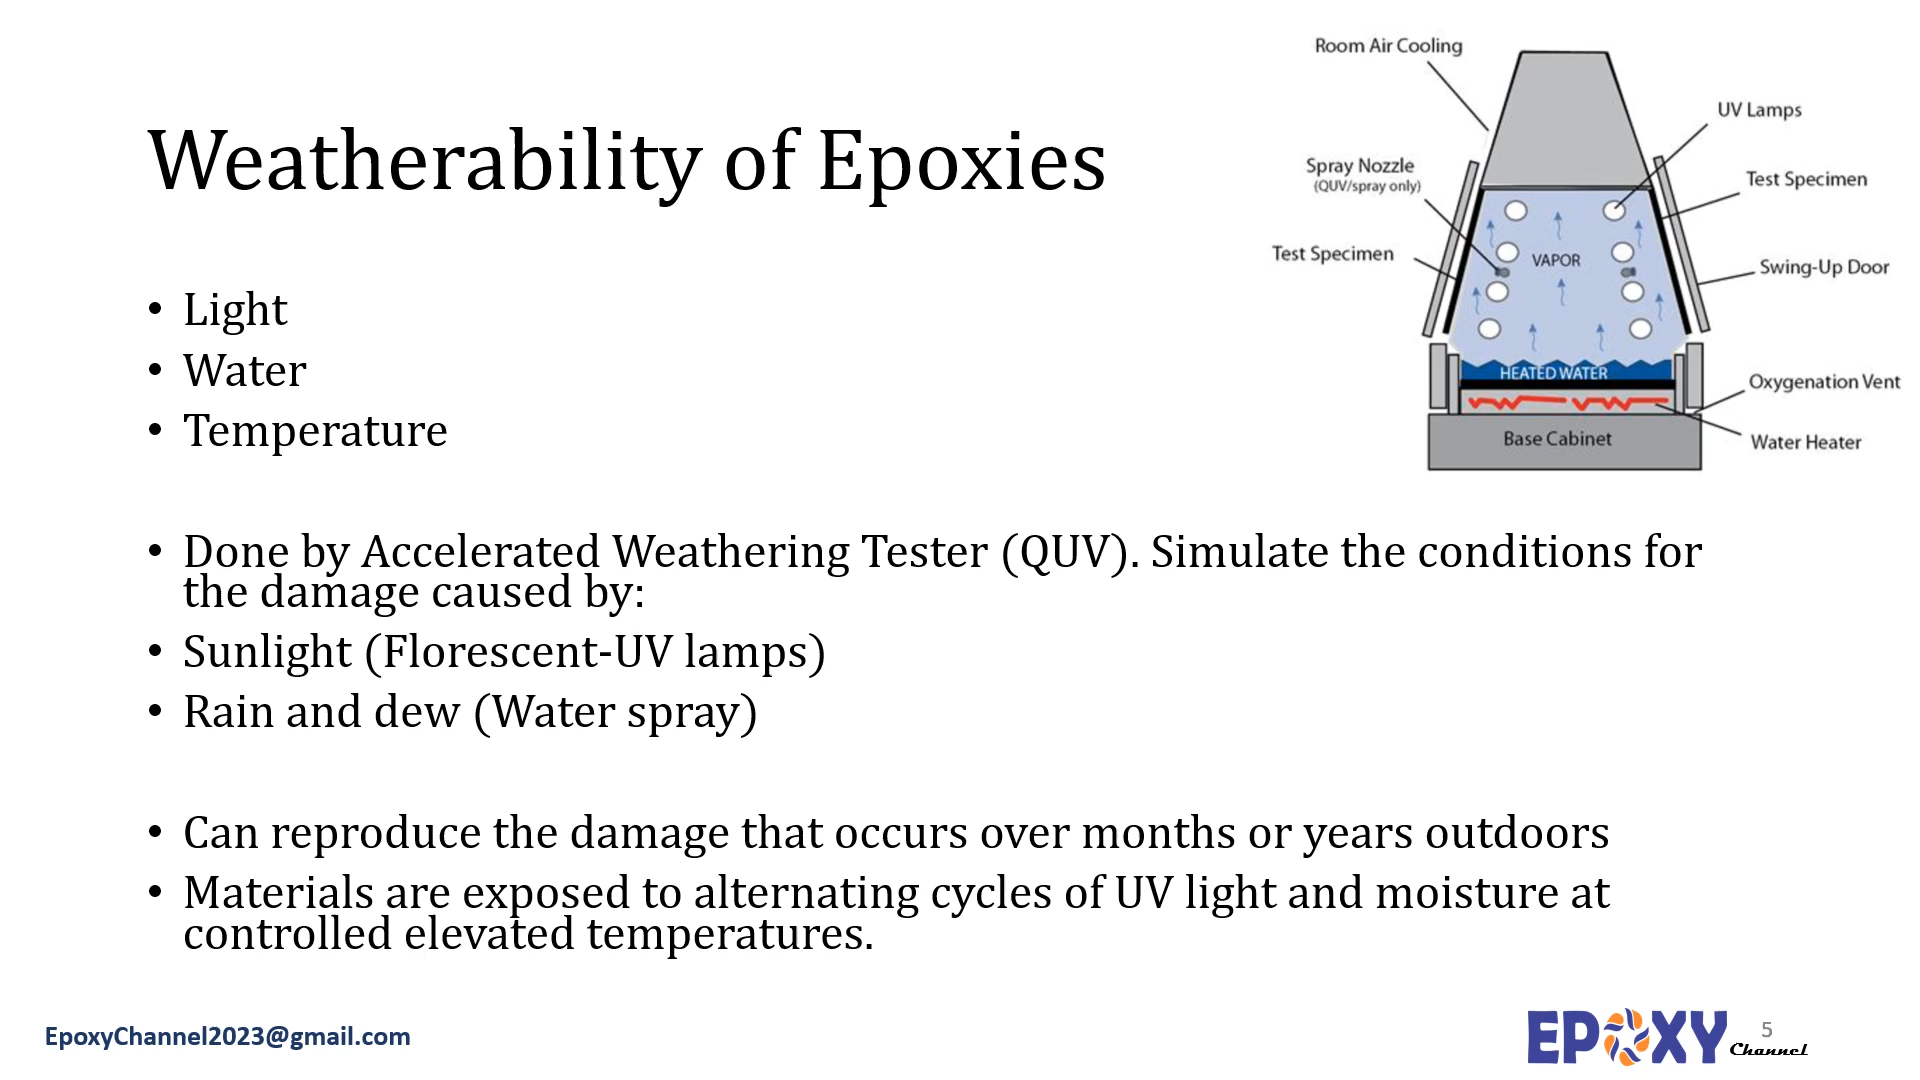 Weatherability of Epoxies
• Light
• Water
• Temperature
• Done by Accelerated Weathering Tester (QUV). Simulate the conditions for
the damage caused by:
• Sunlight (Florescent-UV lamps)
• Rain and dew (Water spray)
• Can reproduce the damage that occurs over months or years outdoors
• Materials are exposed to alternating cycles of UV light and moisture at
controlled elevated temperatures.
Room Air Cooling
UV Lamps
Spray Nozzle
(QUV/spray only)
Test Specimen
Test Specimen
VAPOR
Swing-Up Door
HEATED WATER
Oxygenation Vent
Base Cabinet
Water Heater
EpoxyChannel2023@gmail.com
EPOXY
Channel
5